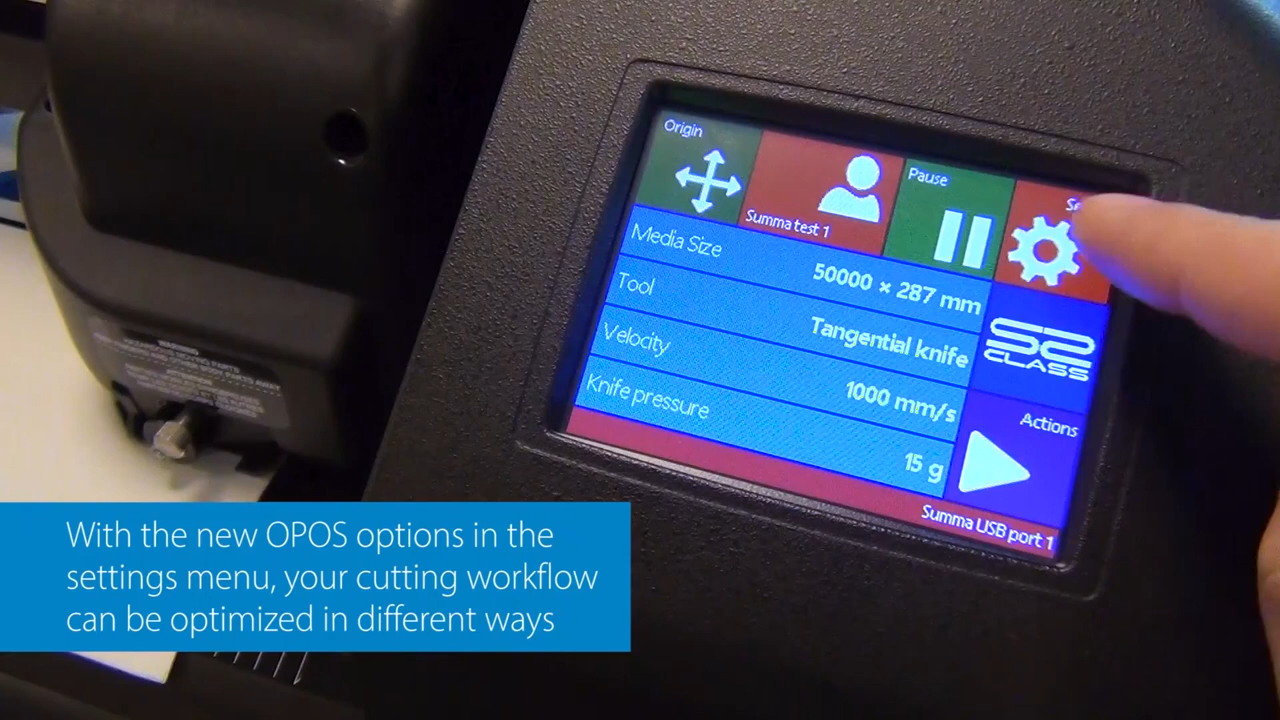 Origin
Summa test 1
Pause
Media Size
50000 × 287 mm
Tool
Tangential knife
Velocity
1000 mm/s
Knife pressure
15 g
S2
CLASS
Actions
Summa USB port 1
WARNING
With the new OPOS options in the
settings menu, your cutting workflow
can be optimized in different ways